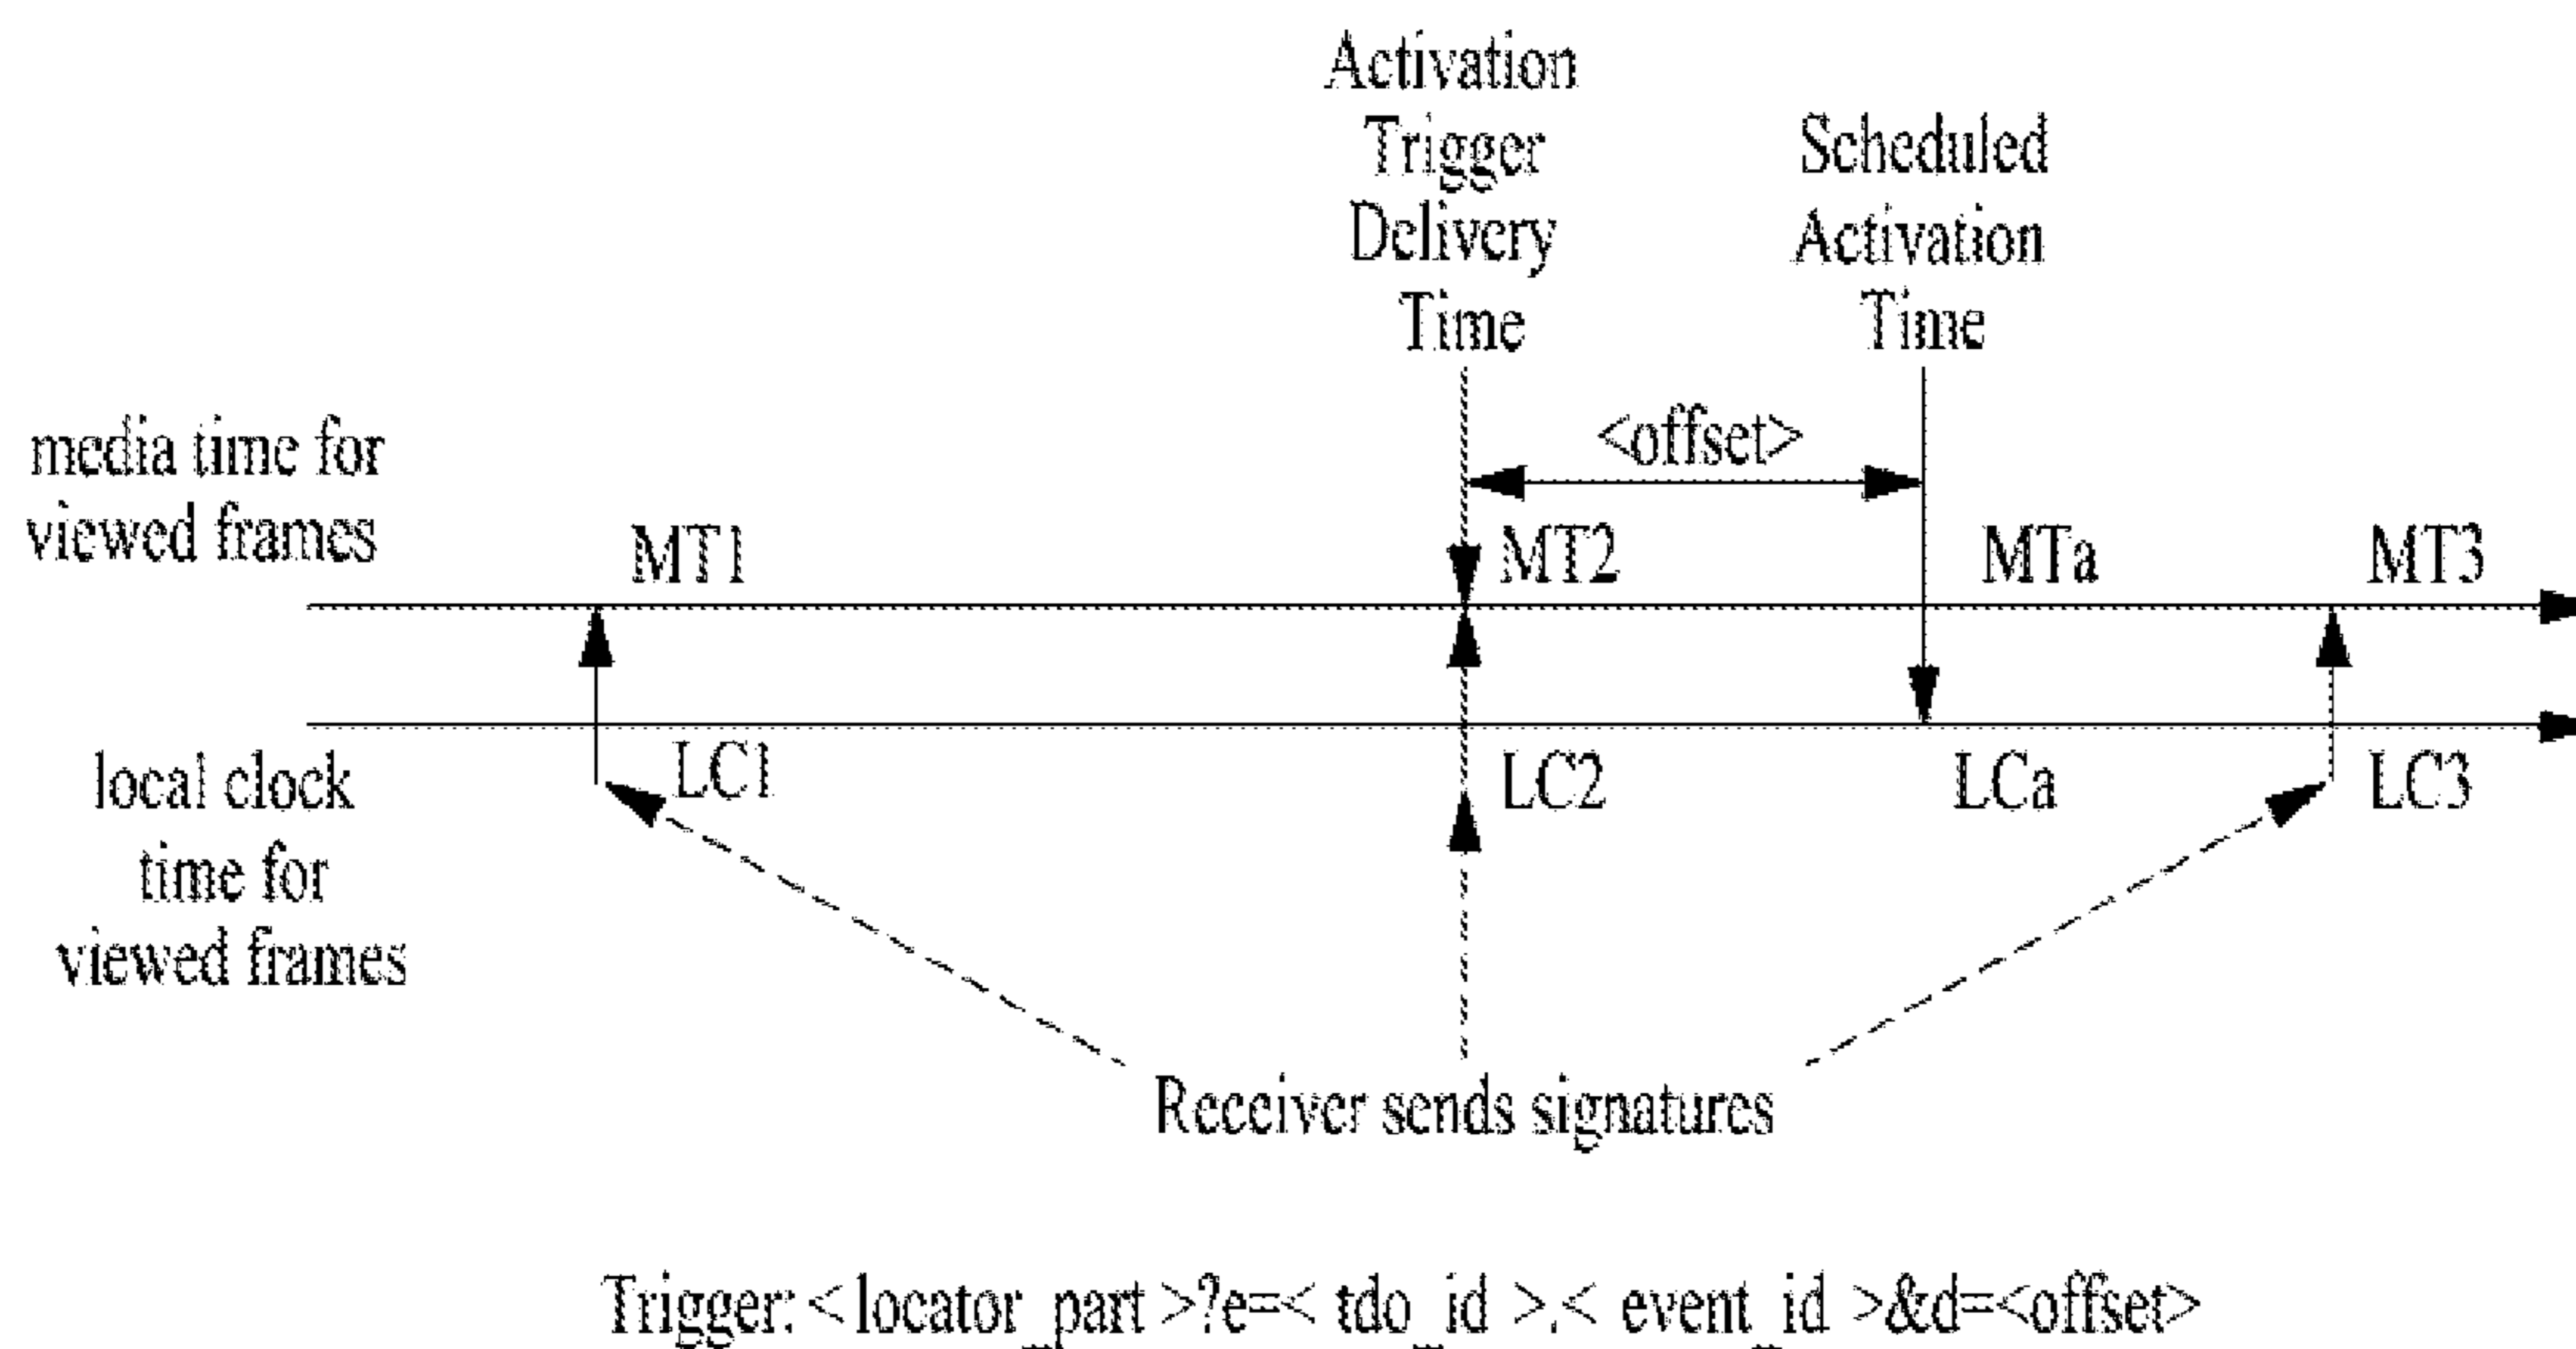 Activation
Trigger
Delivery
Time
Scheduled
Activation
Time
<offset>
media time for
viewed frames
MT1
MT2
MTa
MT3
LC1
LC2
LCa
LC3
local clock
time for
viewed frames
Receiver sends signatures
Trigger: < locator_part >?e=< tdo_id >.< event_id >&d=<offset>